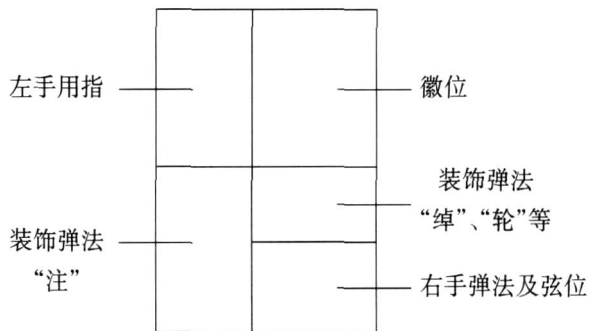 左手用指
徽位
装饰弹法
“绰”、“轮”等
装饰弹法
“注”
右手弹法及弦位